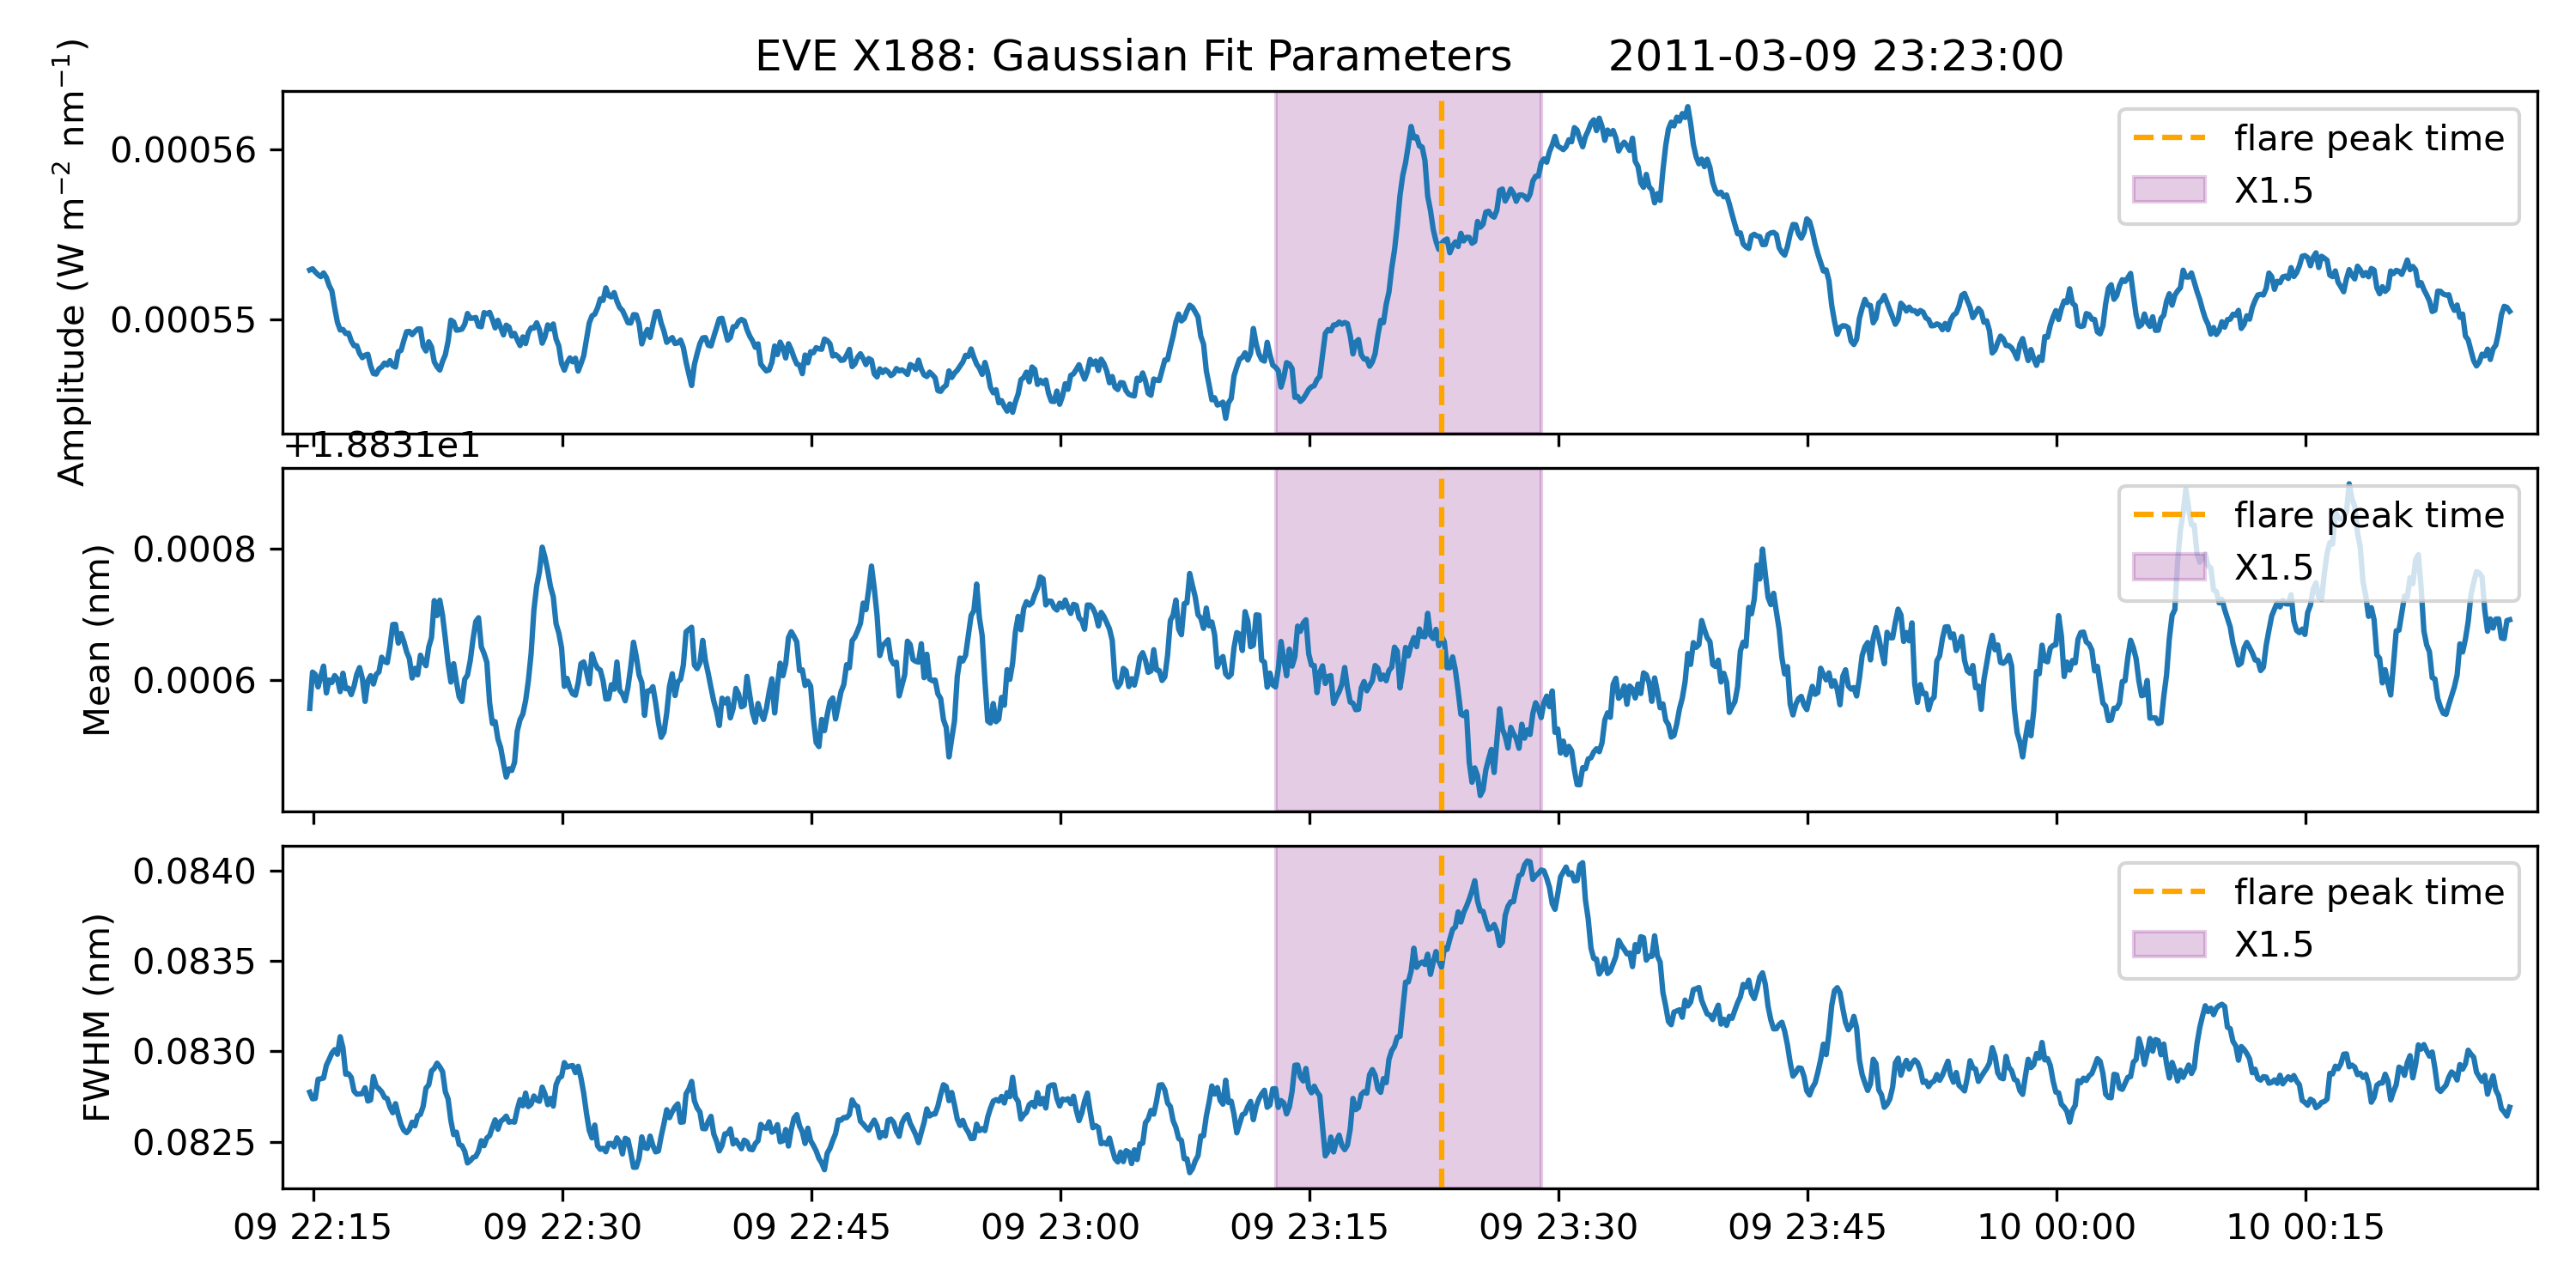 EVE X188: Gaussian Fit Parameters 2011-03-09 23:23:00
Amplitude (W m⁻² nm⁻¹)
0.00056
0.00055
flare peak time
X1.5
+1.8831e1
Mean (nm)
0.0008
0.0006
flare peak time
X1.5
FWHM (nm)
0.0840
0.0835
0.0830
0.0825
flare peak time
X1.5
09 22:15 09 22:30 09 22:45 09 23:00 09 23:15 09 23:30 09 23:45 10 00:00 10 00:15